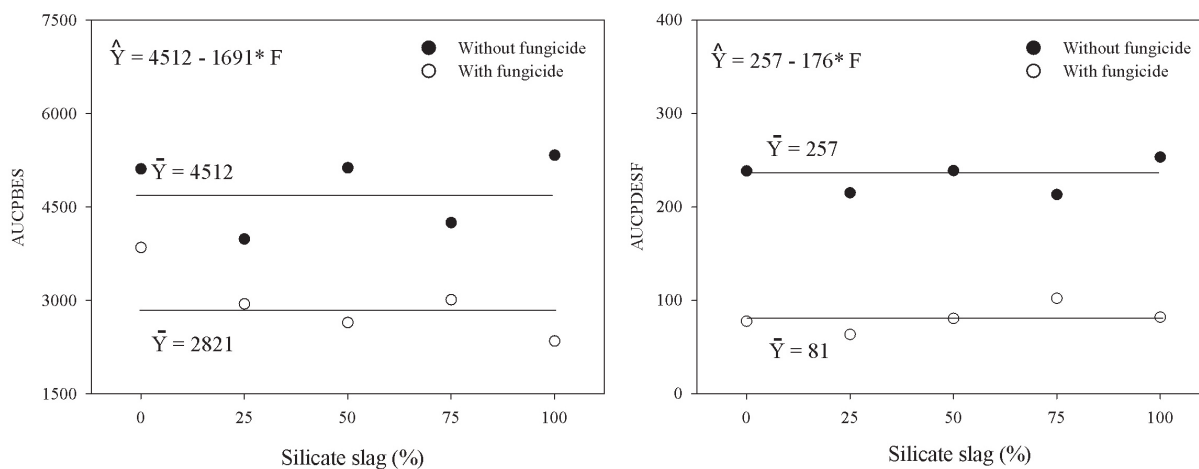 7500
6000
4500
3000
1500
AUCPBES
Ŷ = 4512 - 1691* F
Without fungicide
With fungicide
Ȳ = 4512
Ȳ = 2821
0 25 50 75 100
Silicate slag (%)
400
300
200
100
0
AUCPDESF
Ŷ = 257 - 176* F
Without fungicide
With fungicide
Ȳ = 257
Ȳ = 81
0 25 50 75 100
Silicate slag (%)